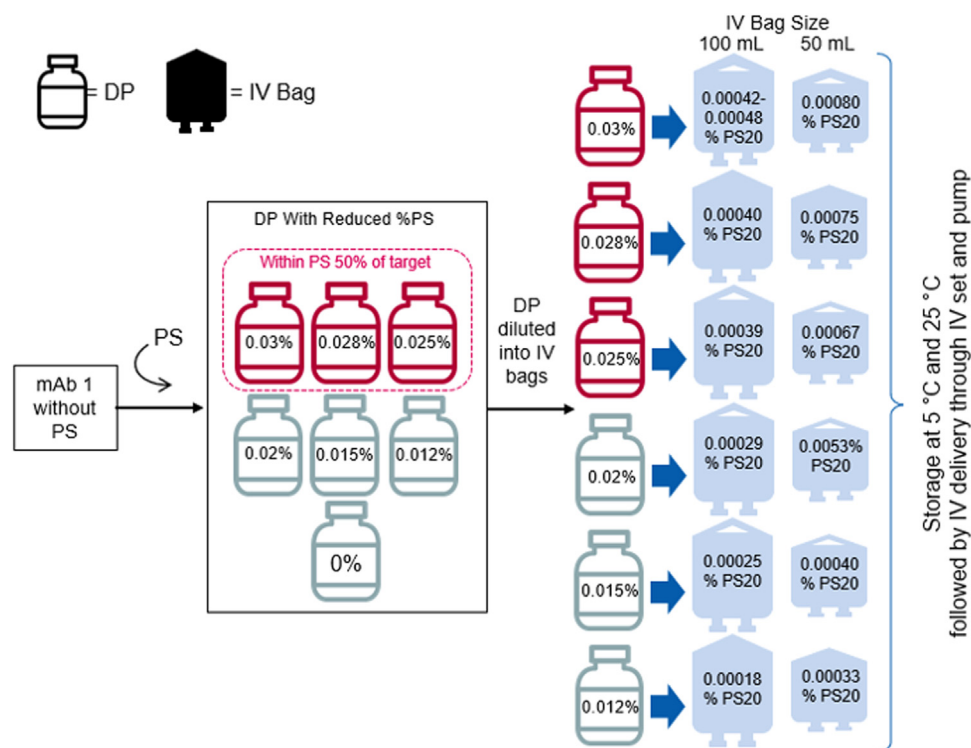 = DP
= IV Bag
IV Bag Size
100 mL
50 mL
mAb 1
without
PS
PS
DP With Reduced %PS
Within PS 50% of target
0.03%
0.028%
0.025%
0.02%
0.015%
0.012%
0%
DP
diluted
into IV
bags
0.03%
0.00042-
0.00048
% PS20
0.00080
% PS20
0.028%
0.00040
% PS20
0.00075
% PS20
0.025%
0.00039
% PS20
0.00067
% PS20
0.02%
0.00029
% PS20
0.0053%
PS20
0.015%
0.00025
% PS20
0.00040
% PS20
0.012%
0.00018
% PS20
0.00033
% PS20
Storage at 5 °C and 25 °C
followed by IV delivery through IV set and pump